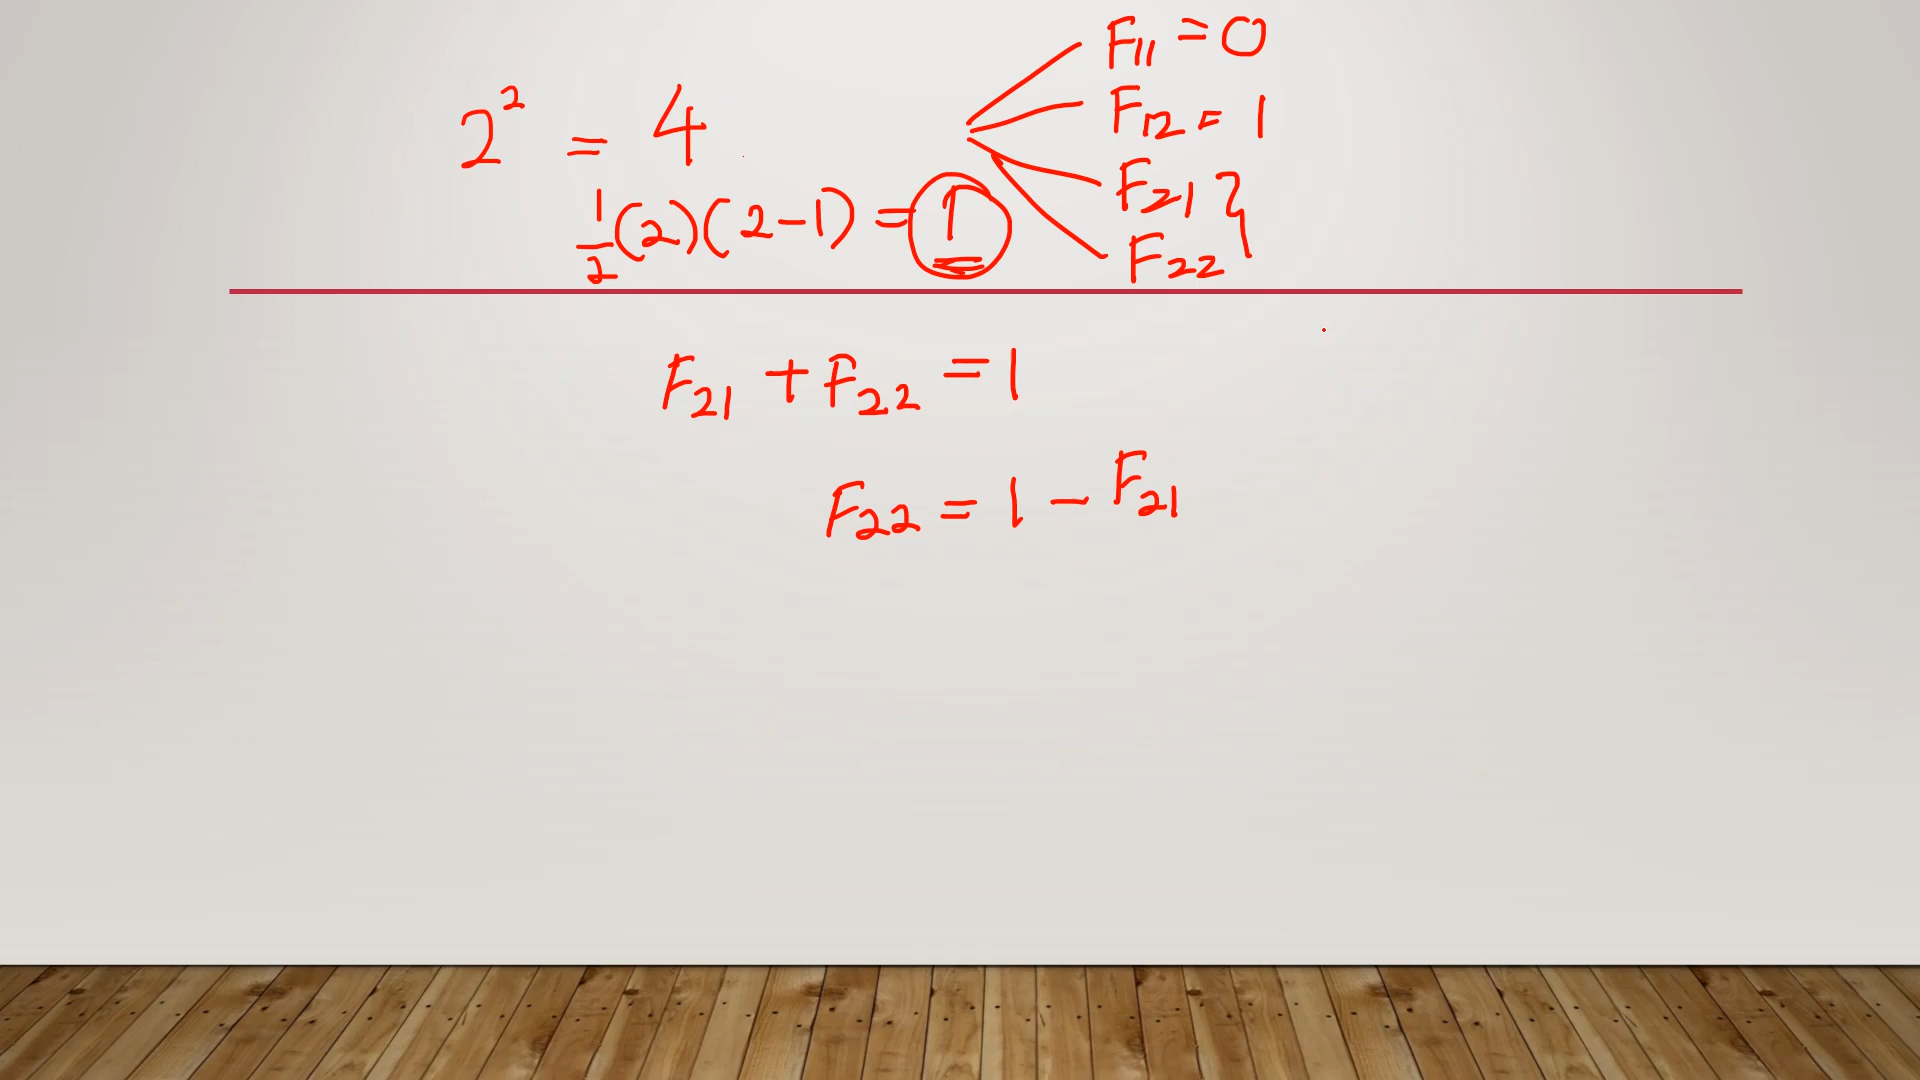 2² = 4
½(2)(2-1) = 1
F₁₁ = 0
F₁₂ = 1
F₂₁ }
F₂₂
F₂₁ + F₂₂ = 1
F₂₂ = 1 - F₂₁